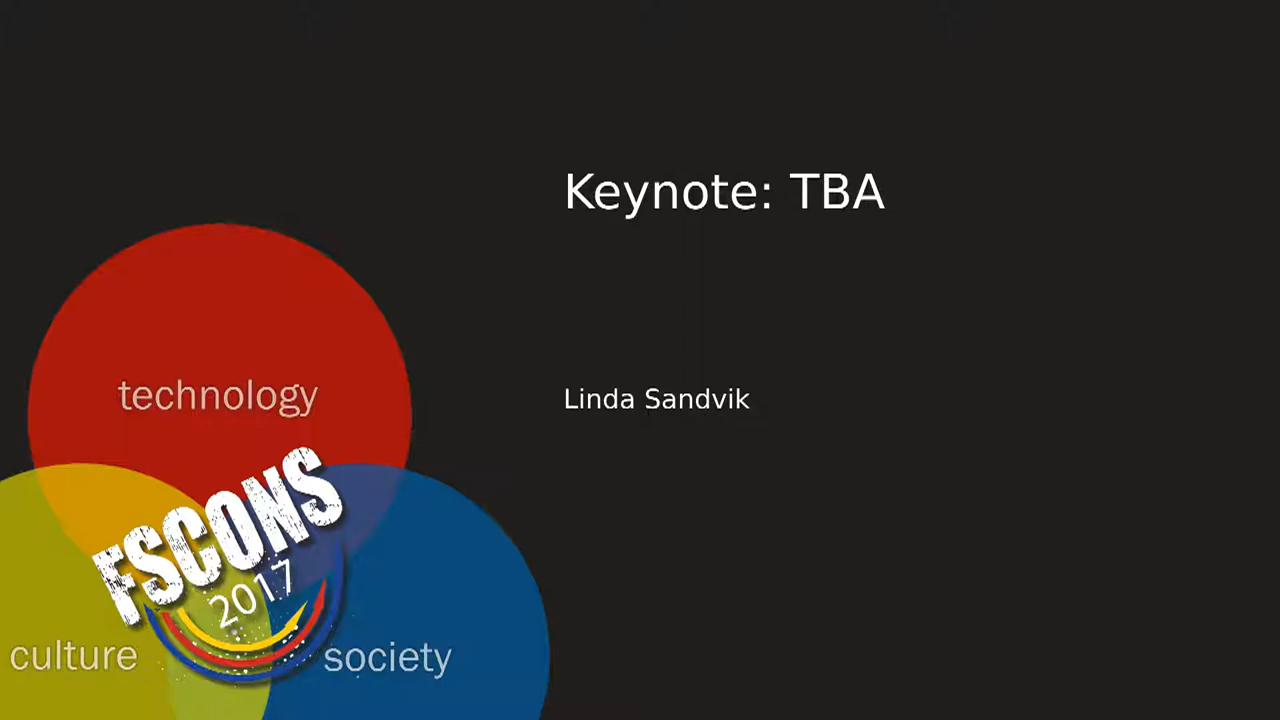 Keynote: TBA
Linda Sandvik
technology
FSCONS
2017
culture
society